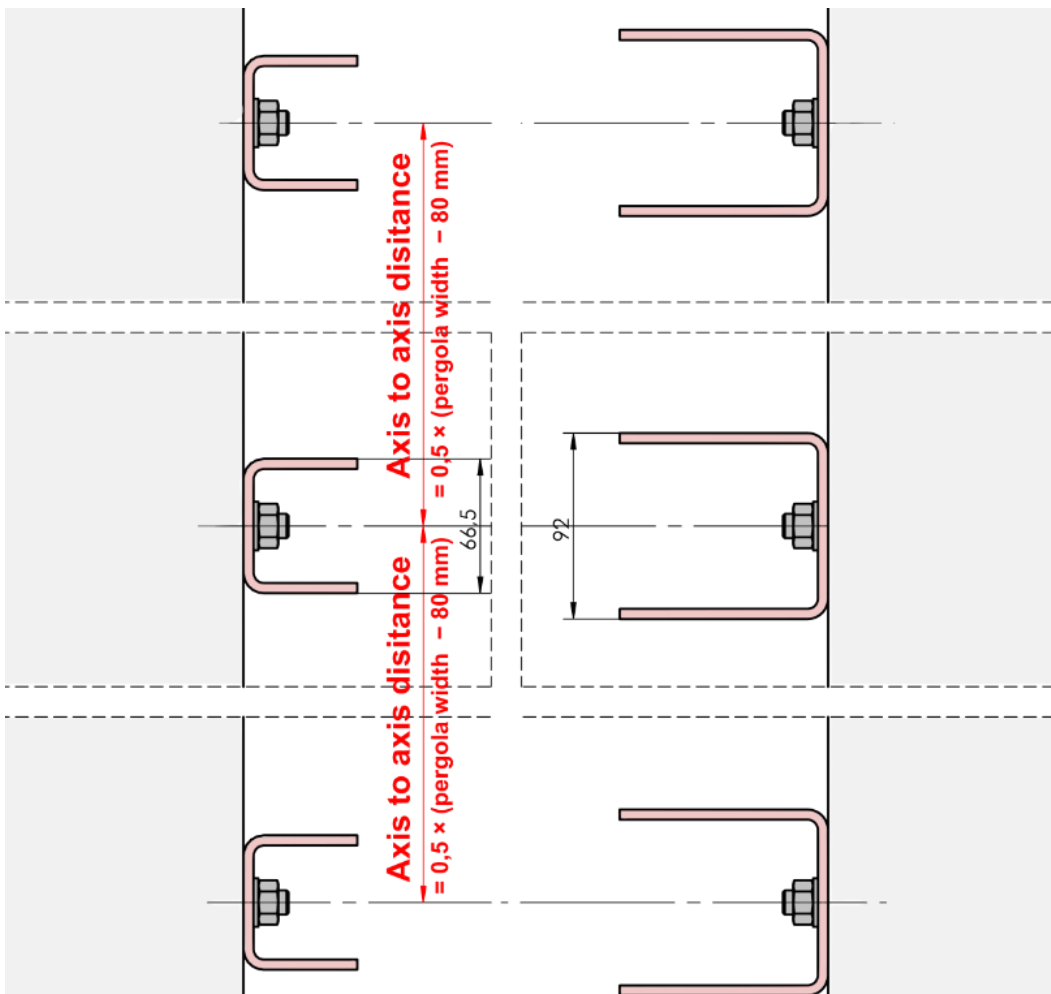 Axis to axis disitance
= 0,5 × (pergola width – 80 mm)
66,5
92
Axis to axis disitance
= 0,5 × (pergola width – 80 mm)